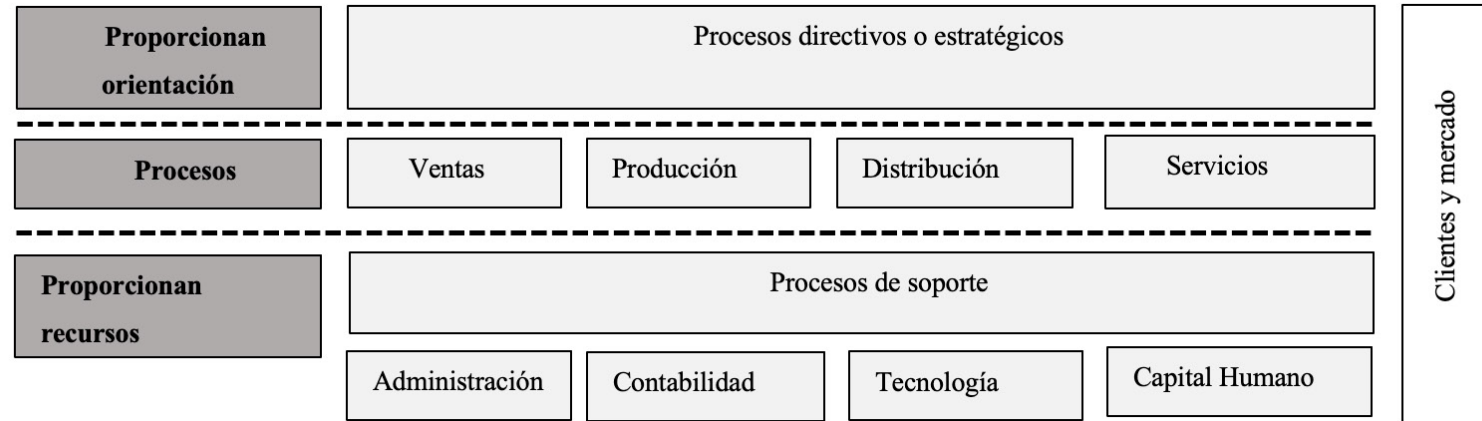 Proporcionan
orientación
Procesos directivos o estratégicos
Procesos
Ventas
Producción
Distribución
Servicios
Proporcionan
recursos
Procesos de soporte
Administración
Contabilidad
Tecnología
Capital Humano
Clientes y mercado